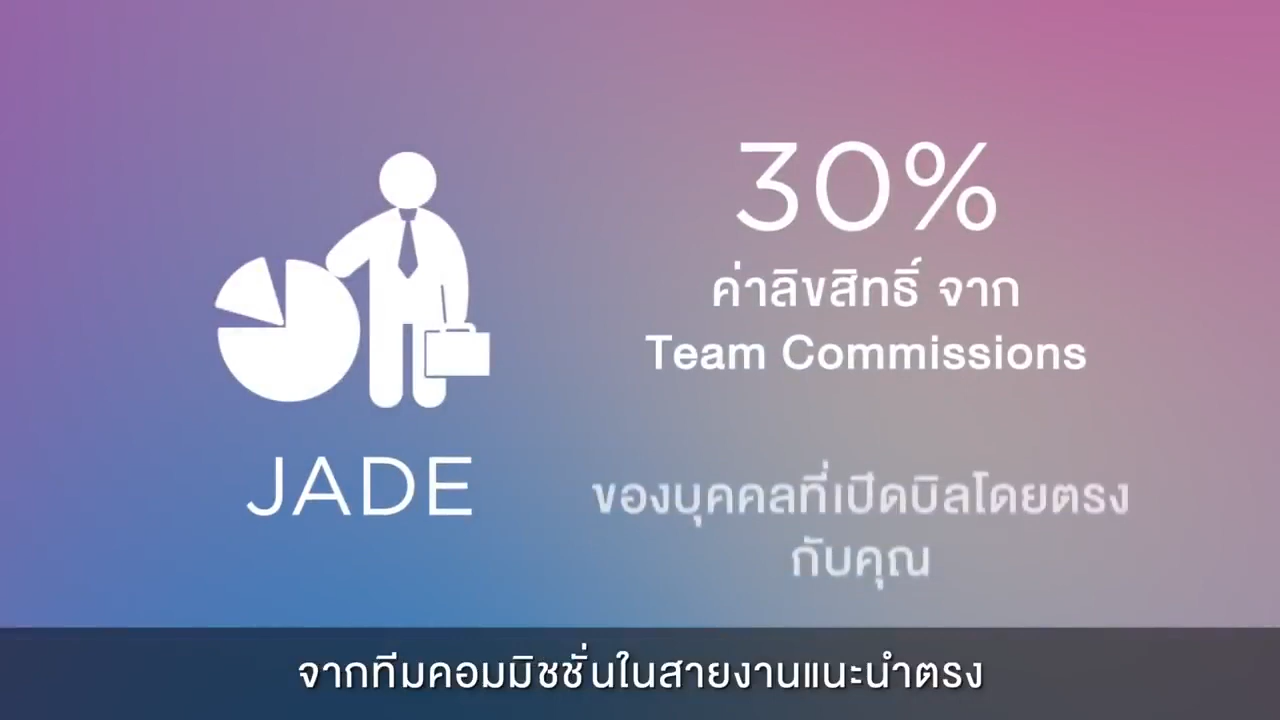 30%
ค่าลิขสิทธิ์ จาก
Team Commissions
JADE
ของบุคคลที่เปิดบิลโดยตรง
กับคุณ
จากทีมคอมมิชชั่นในสายงานแนะนำตรง